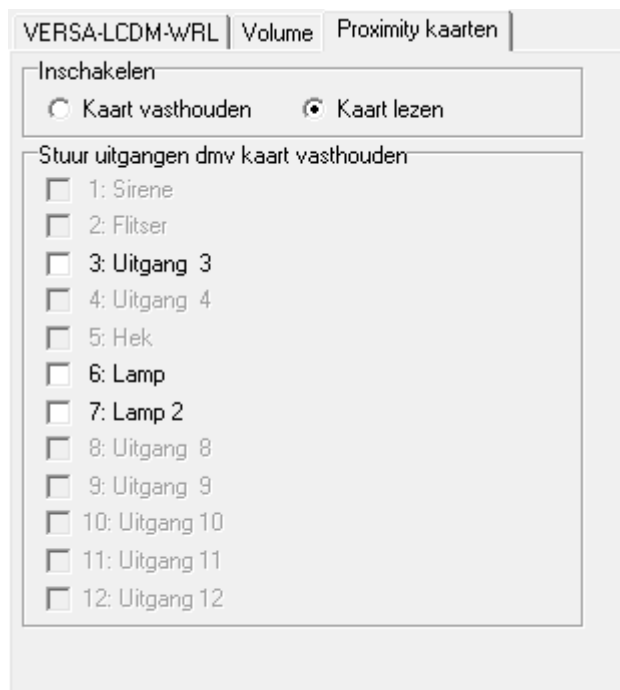 VERSA-LCDM-WRL Volume Proximity kaarten
Inschakelen
Kaart vasthouden Kaart lezen
Stuur uitgangen dmv kaart vasthouden
1: Sirene
2: Flitser
3: Uitgang 3
4: Uitgang 4
5: Hek
6: Lamp
7: Lamp 2
8: Uitgang 8
9: Uitgang 9
10: Uitgang 10
11: Uitgang 11
12: Uitgang 12